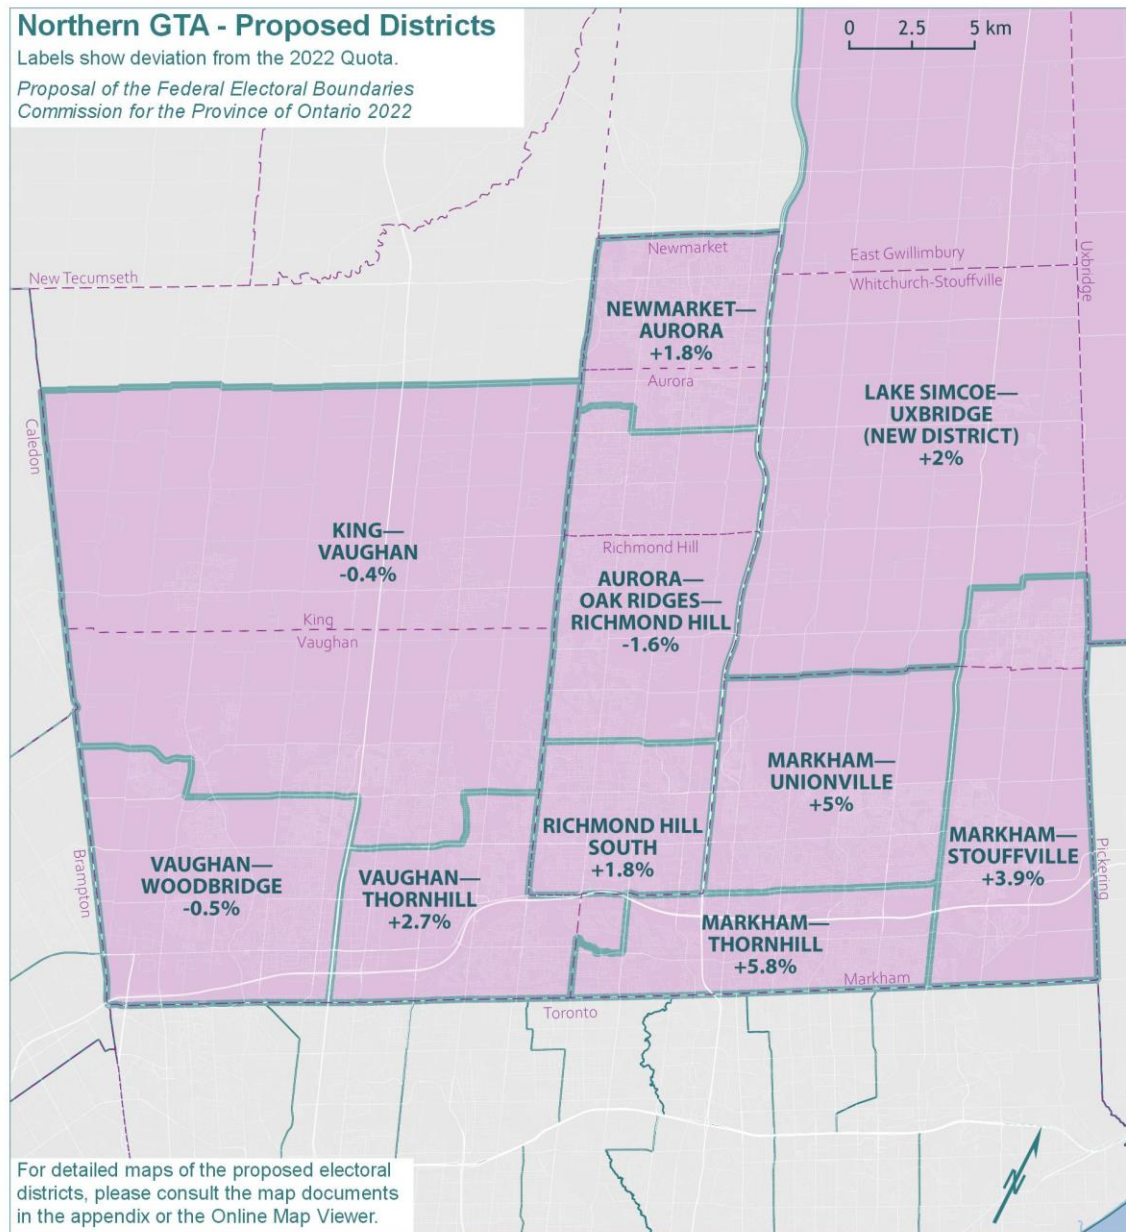 Northern GTA - Proposed Districts
Labels show deviation from the 2022 Quota.
Proposal of the Federal Electoral Boundaries
Commission for the Province of Ontario 2022
0 2.5 5 km
New Tecumseth
Newmarket
East Gwillimbury
Whitchurch-Stouffville
Uxbridge
NEWMARKET—
AURORA
+1.8%
Aurora
LAKE SIMCOE—
UXBRIDGE
(NEW DISTRICT)
+2%
Caledon
KING—
VAUGHAN
-0.4%
Richmond Hill
AURORA—
OAK RIDGES—
RICHMOND HILL
-1.6%
King
Vaughan
MARKHAM—
UNIONVILLE
+5%
RICHMOND HILL
SOUTH
+1.8%
MARKHAM—
STOUFFVILLE
+3.9%
Pickering
Brampton
VAUGHAN—
WOODBRIDGE
-0.5%
VAUGHAN—
THORNHILL
+2.7%
MARKHAM—
THORNHILL
+5.8%
Markham
Toronto
For detailed maps of the proposed electoral
districts, please consult the map documents
in the appendix or the Online Map Viewer.
N